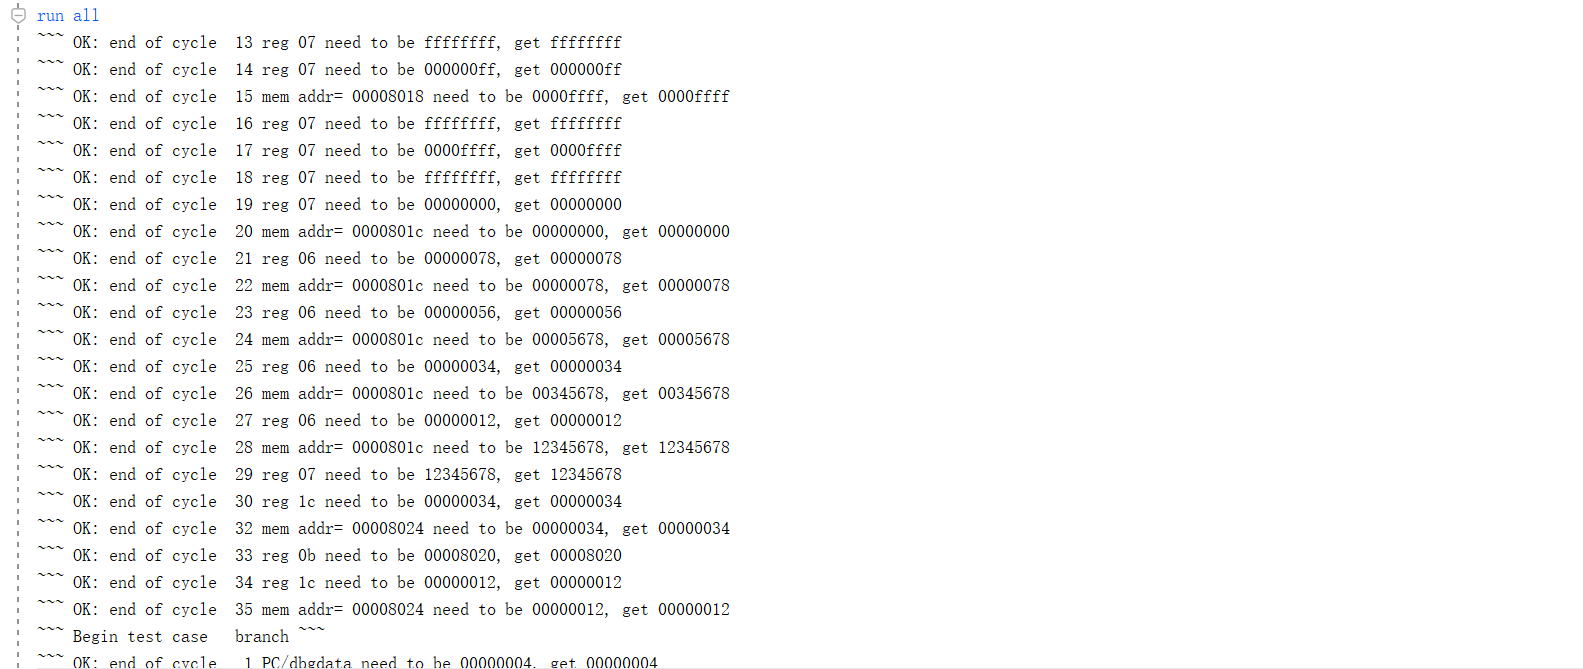 run all
~~~ OK: end of cycle  13 reg 07 need to be ffffffff, get ffffffff
~~~ OK: end of cycle  14 reg 07 need to be 000000ff, get 000000ff
~~~ OK: end of cycle  15 mem addr= 00008018 need to be 0000ffff, get 0000ffff
~~~ OK: end of cycle  16 reg 07 need to be ffffffff, get ffffffff
~~~ OK: end of cycle  17 reg 07 need to be 0000ffff, get 0000ffff
~~~ OK: end of cycle  18 reg 07 need to be ffffffff, get ffffffff
~~~ OK: end of cycle  19 reg 07 need to be 00000000, get 00000000
~~~ OK: end of cycle  20 mem addr= 0000801c need to be 00000000, get 00000000
~~~ OK: end of cycle  21 reg 06 need to be 00000078, get 00000078
~~~ OK: end of cycle  22 mem addr= 0000801c need to be 00000078, get 00000078
~~~ OK: end of cycle  23 reg 06 need to be 00000056, get 00000056
~~~ OK: end of cycle  24 mem addr= 0000801c need to be 00005678, get 00005678
~~~ OK: end of cycle  25 reg 06 need to be 00000034, get 00000034
~~~ OK: end of cycle  26 mem addr= 0000801c need to be 00345678, get 00345678
~~~ OK: end of cycle  27 reg 06 need to be 00000012, get 00000012
~~~ OK: end of cycle  28 mem addr= 0000801c need to be 12345678, get 12345678
~~~ OK: end of cycle  29 reg 07 need to be 12345678, get 12345678
~~~ OK: end of cycle  30 reg 1c need to be 00000034, get 00000034
~~~ OK: end of cycle  32 mem addr= 00008024 need to be 00000034, get 00000034
~~~ OK: end of cycle  33 reg 0b need to be 00008020, get 00008020
~~~ OK: end of cycle  34 reg 1c need to be 00000012, get 00000012
~~~ OK: end of cycle  35 mem addr= 00008024 need to be 00000012, get 00000012
~~~ Begin test case   branch ~~~
~~~ OK: end of cycle   1 PC/dbgdata need to be 00000004, get 00000004